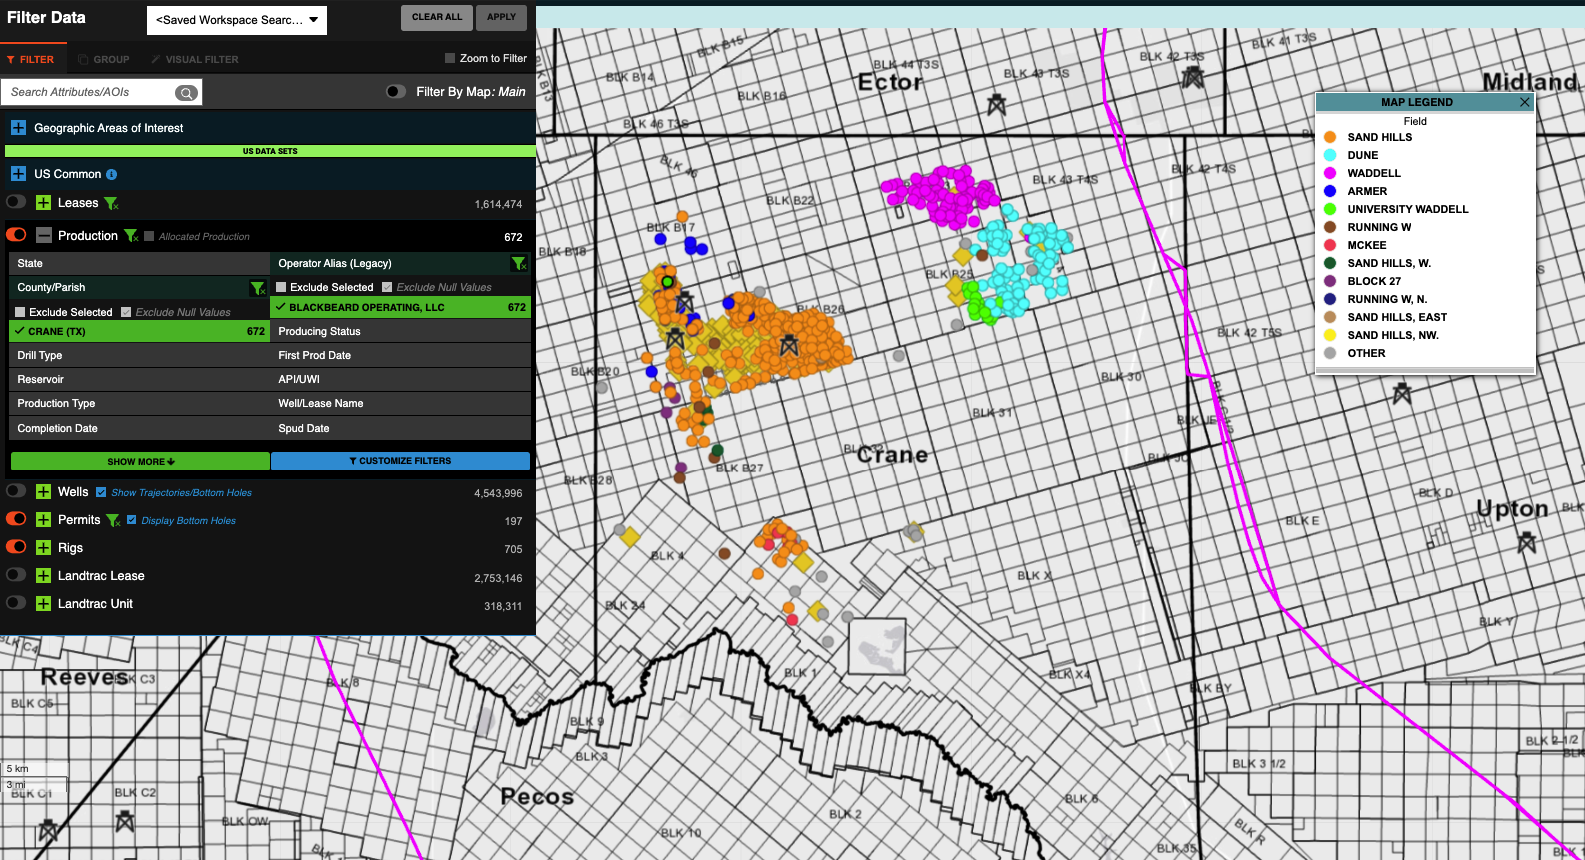 Filter Data
<Saved Workspace Searc...
CLEAR ALL
APPLY
FILTER
GROUP
VISUAL FILTER
Zoom to Filter
Search Attributes/AOIs
Filter By Map: Main
Geographic Areas of Interest
US DATA SETS
US Common
Leases
1,614,474
Production
Allocated Production
672
State
Operator Alias (Legacy)
County/Parish
Exclude Selected
Exclude Null Values
Exclude Selected
Exclude Null Values
BLACKBEARD OPERATING, LLC
672
CRANE (TX)
672
Producing Status
Drill Type
First Prod Date
Reservoir
API/UWI
Production Type
Well/Lease Name
Completion Date
Spud Date
SHOW MORE
CUSTOMIZE FILTERS
Wells
Show Trajectories/Bottom Holes
4,543,996
Permits
Display Bottom Holes
197
Rigs
705
Landtrac Lease
2,753,146
Landtrac Unit
318,311
MAP LEGEND
Field
SAND HILLS
DUNE
WADDELL
ARMER
UNIVERSITY WADDELL
RUNNING W
MCKEE
SAND HILLS, W.
BLOCK 27
RUNNING W, N.
SAND HILLS, EAST
SAND HILLS, NW.
OTHER
BLK B15
BLK 44 T3S
BLK 42 T3S
BLK 41 T3S
BLK B14
BLK 43 T3S
Ector
Midland
BLK B13
BLK B16
BLK 46 T3S
BLK 46
BLK 43 T4S
BLK 42 T4S
BLK B22
BLK B17
BLK B18
BLK B25
BLK B26
BLK 42 T5S
BLK B20
BLK 30
BLK 31
BLK JE
Crane
BLK JC
BLK B27
BLK B28
BLK D
Upton
BLK E
BLK 4
BLK X
BLK 24
BLK Y
BLK C4
Reeves
BLK C3
BLK 8
BLK 1
BLK X4
BLK BY
BLK C5
BLK 9
BLK 3
BLK 2-1/2
BLK 3 1/2
5 km
3 mi
BLK C1
BLK C2
Pecos
BLK 6
BLK 2
BLK OW
BLK 10
BLK R
BLK 35